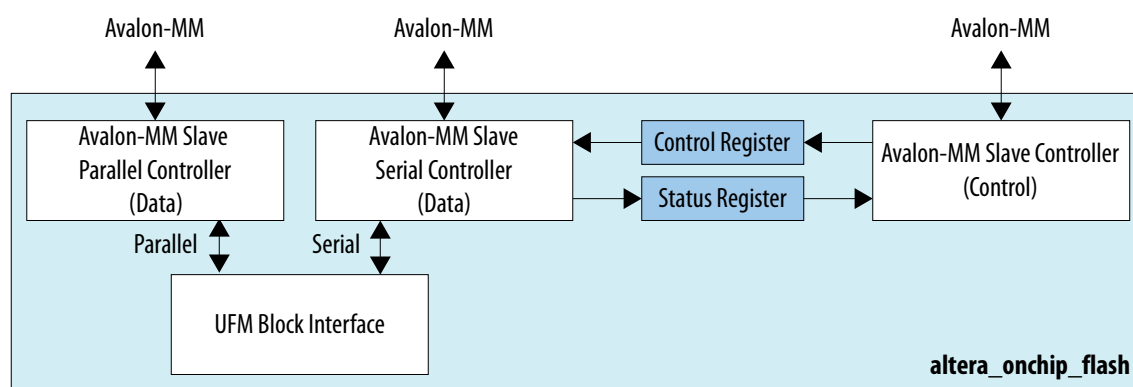 Avalon-MM
Avalon-MM
Avalon-MM
Avalon-MM Slave
Parallel Controller
(Data)
Avalon-MM Slave
Serial Controller
(Data)
Control Register
Status Register
Avalon-MM Slave Controller
(Control)
Parallel
Serial
UFM Block Interface
altera_onchip_flash